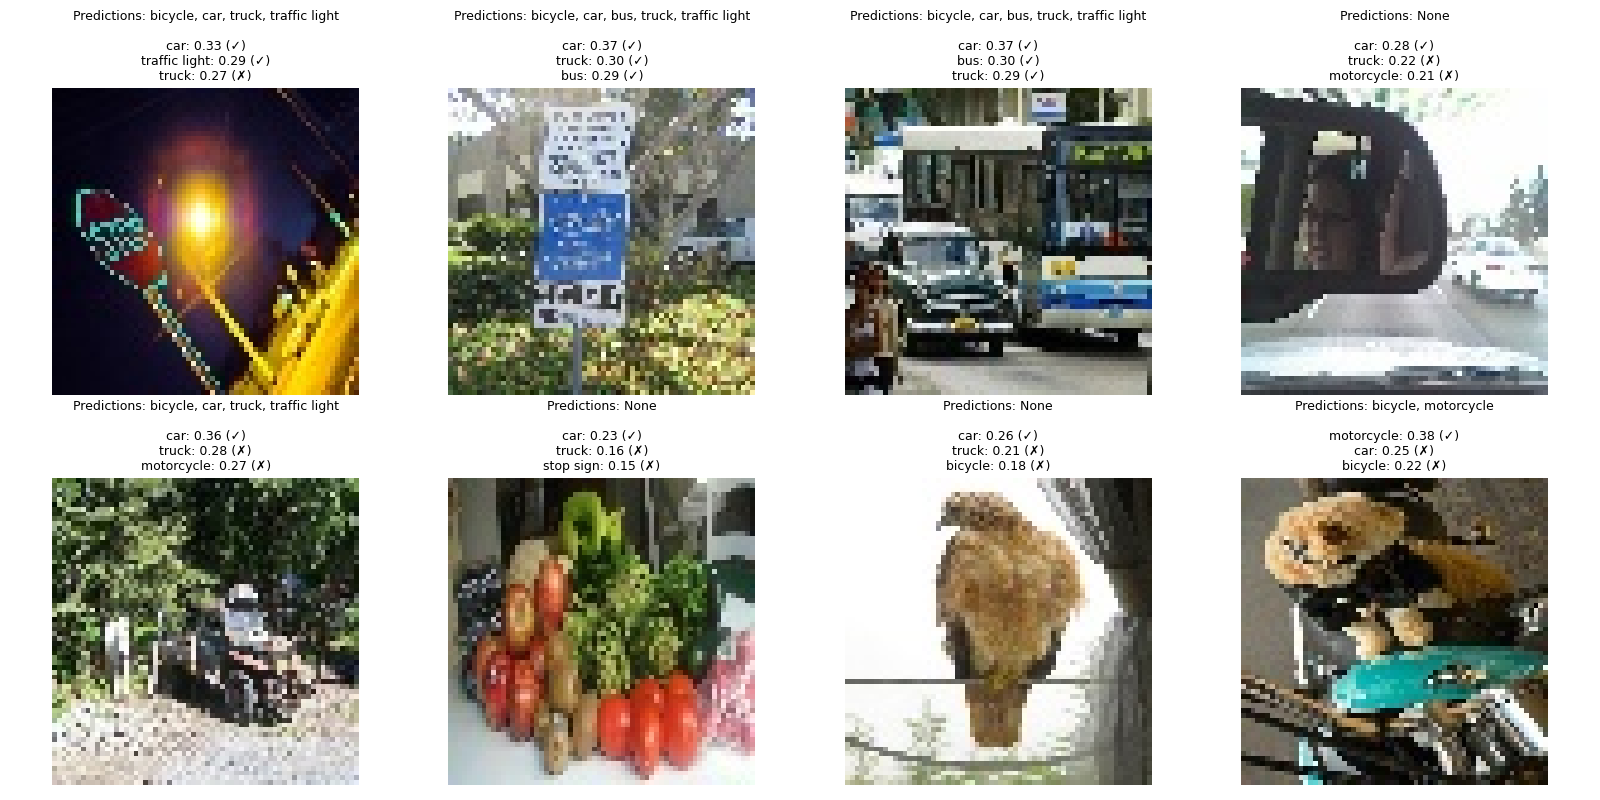 Predictions: bicycle, car, truck, traffic light
car: 0.33 (✓)
traffic light: 0.29 (✓)
truck: 0.27 (✗)
Predictions: bicycle, car, bus, truck, traffic light
car: 0.37 (✓)
truck: 0.30 (✓)
bus: 0.29 (✓)
Predictions: bicycle, car, bus, truck, traffic light
car: 0.37 (✓)
bus: 0.30 (✓)
truck: 0.29 (✓)
Predictions: None
car: 0.28 (✓)
truck: 0.22 (✗)
motorcycle: 0.21 (✗)
Predictions: bicycle, car, truck, traffic light
car: 0.36 (✓)
truck: 0.28 (✗)
motorcycle: 0.27 (✗)
Predictions: None
car: 0.23 (✓)
truck: 0.16 (✗)
stop sign: 0.15 (✗)
Predictions: None
car: 0.26 (✓)
truck: 0.21 (✗)
bicycle: 0.18 (✗)
Predictions: bicycle, motorcycle
motorcycle: 0.38 (✓)
car: 0.25 (✗)
bicycle: 0.22 (✗)